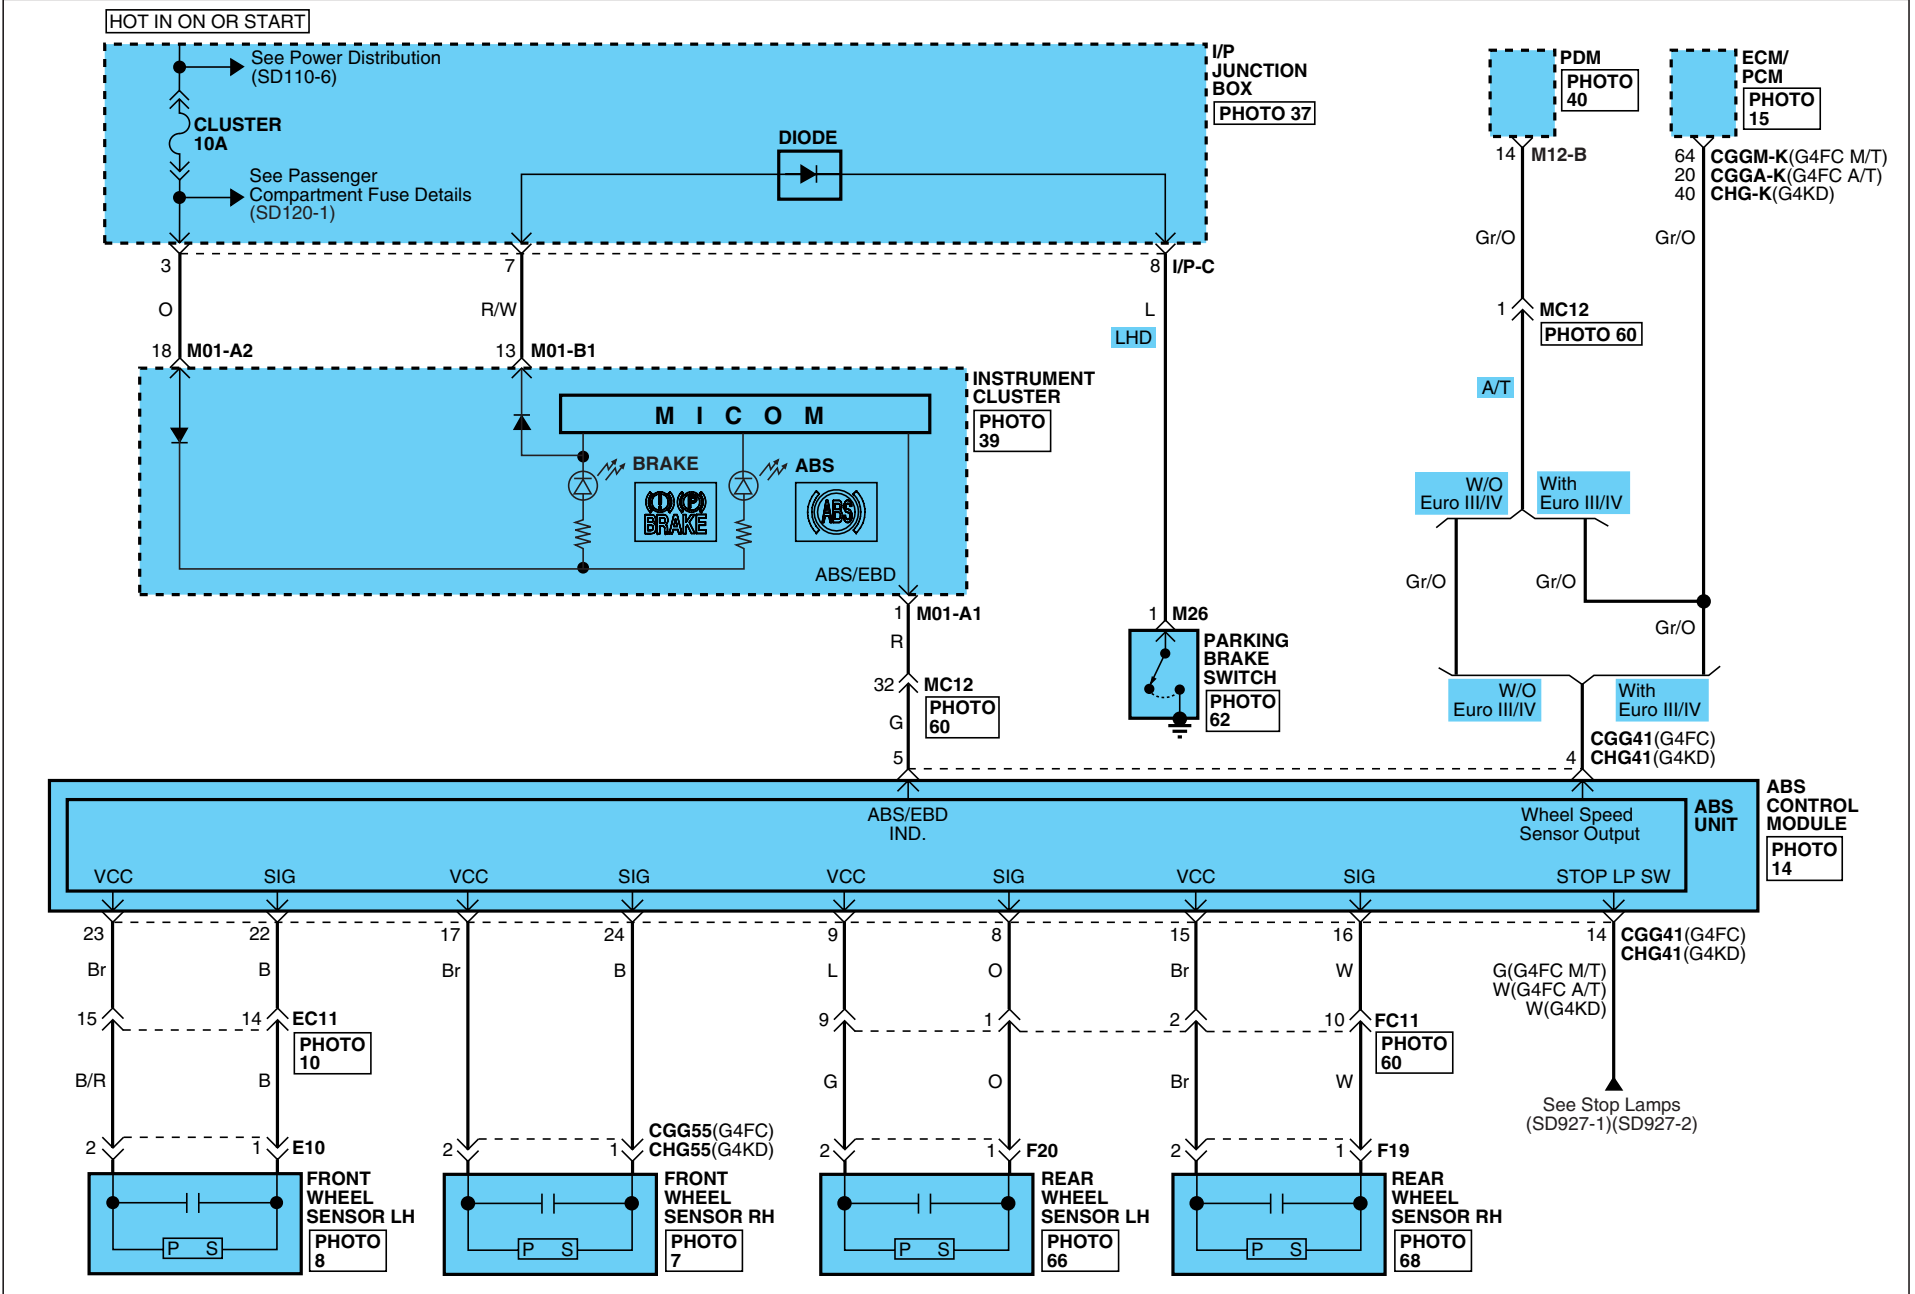 HOT IN ON OR START
See Power Distribution
(SD110-6)
CLUSTER
10A
See Passenger
Compartment Fuse Details
(SD120-1)
DIODE
I/P
JUNCTION
BOX
PHOTO 37
PDM
PHOTO
40
ECM/
PCM
PHOTO
15
14 M12-B
64 CGGM-K(G4FC M/T)
20 CGGA-K(G4FC A/T)
40 CHG-K(G4KD)
Gr/O
Gr/O
3
7
8 I/P-C
O
R/W
L
LHD
1 MC12
PHOTO 60
18 M01-A2
13 M01-B1
A/T
INSTRUMENT
CLUSTER
PHOTO
39
M I C O M
BRAKE
ABS
BRAKE
(!) (P)
ABS
ABS/EBD
W/O
Euro III/IV
With
Euro III/IV
Gr/O
Gr/O
Gr/O
1 M01-A1
R
32 MC12
PHOTO
60
G
1 M26
PARKING
BRAKE
SWITCH
PHOTO
62
W/O
Euro III/IV
With
Euro III/IV
5
4
CGG41(G4FC)
CHG41(G4KD)
ABS/EBD
IND.
Wheel Speed
Sensor Output
ABS
UNIT
ABS
CONTROL
MODULE
PHOTO
14
VCC SIG VCC SIG VCC SIG VCC SIG STOP LP SW
23 22 17 24 9 8 15 16 14
CGG41(G4FC)
CHG41(G4KD)
Br B Br B L O Br W
G(G4FC M/T)
W(G4FC A/T)
W(G4KD)
15 14 EC11
PHOTO
10
9 1 2 10 FC11
PHOTO
60
B/R B G O Br W
See Stop Lamps
(SD927-1)(SD927-2)
2 1 E10
2 1
CGG55(G4FC)
CHG55(G4KD)
2 1 F20
2 1 F19
FRONT
WHEEL
SENSOR LH
PHOTO
8
P S
FRONT
WHEEL
SENSOR RH
PHOTO
7
P S
REAR
WHEEL
SENSOR LH
PHOTO
66
P S
REAR
WHEEL
SENSOR RH
PHOTO
68
P S